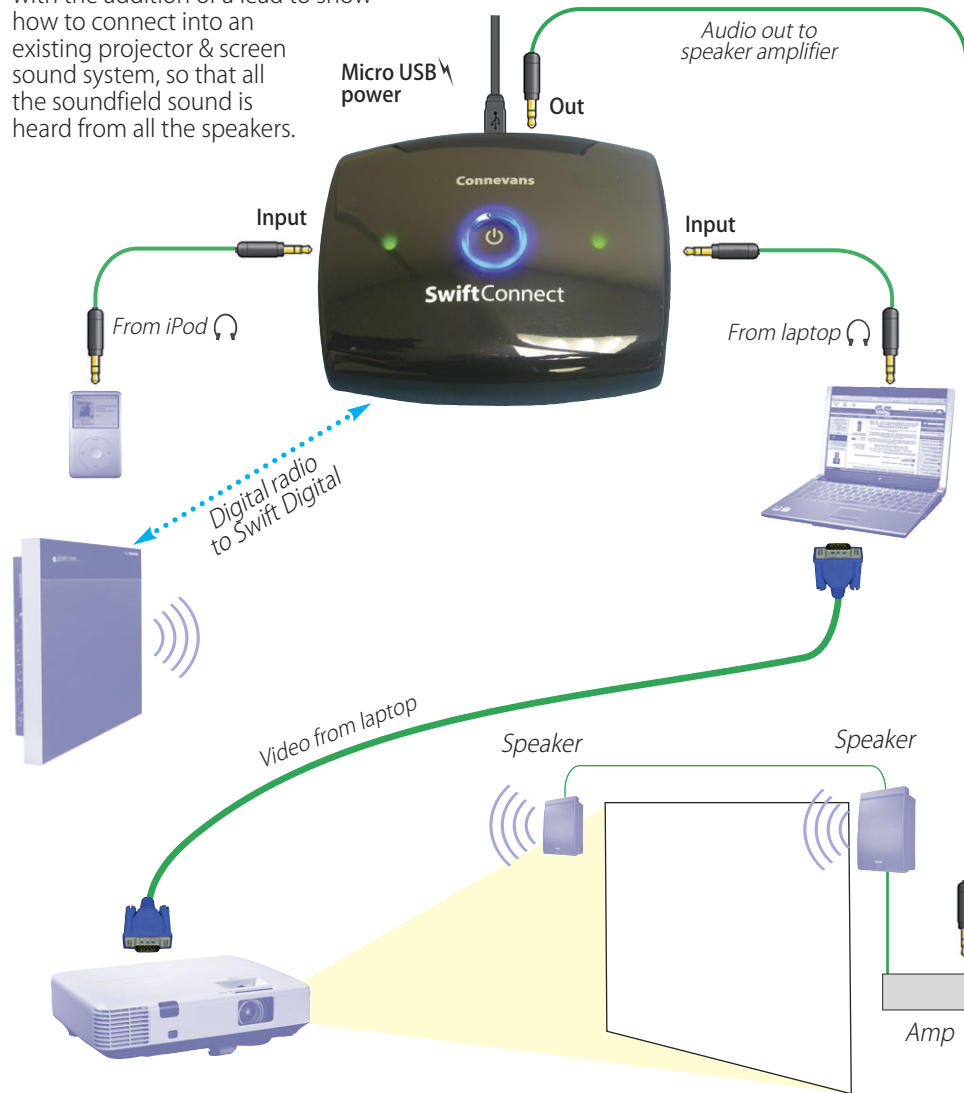 how to connect into an
existing projector & screen
sound system, so that all
the soundfield sound is
heard from all the speakers.
Micro USB
power
Out
Audio out to
speaker amplifier
Connevans
Input
Input
SwiftConnect
From iPod
From laptop
Digital radio
to Swift Digital
Video from laptop
Speaker
Speaker
Amp